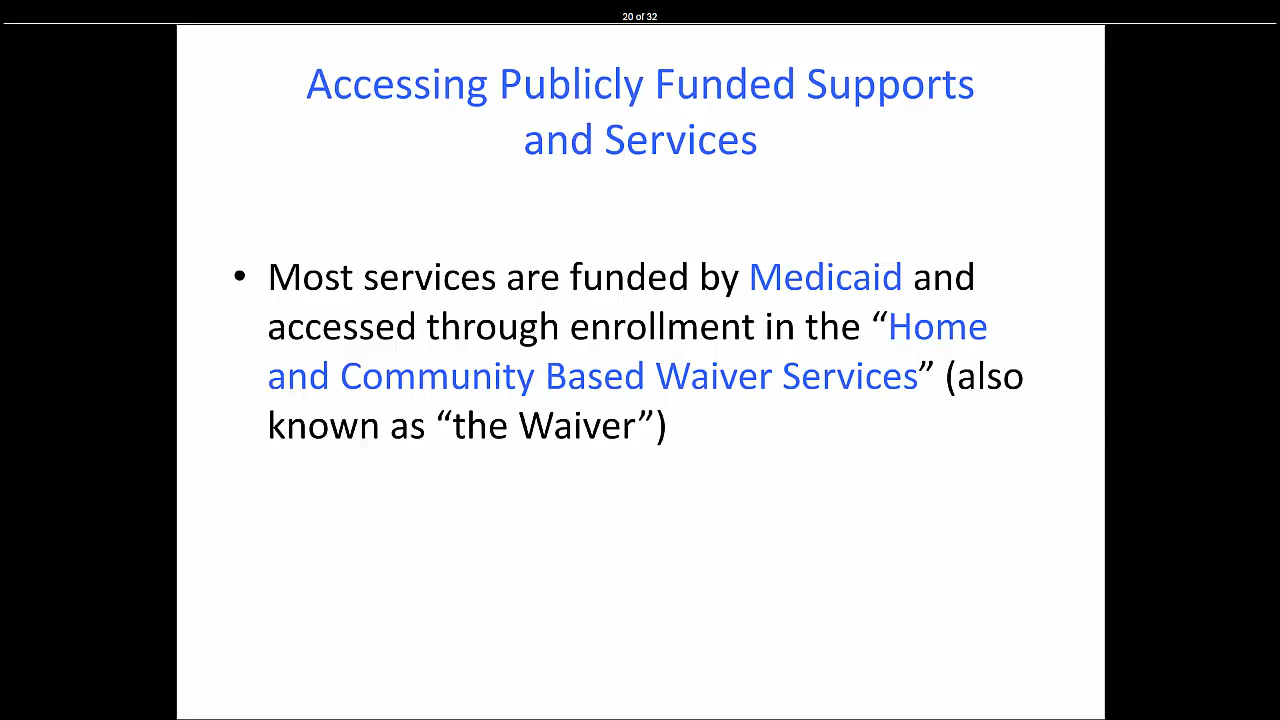 20 of 32
Accessing Publicly Funded Supports
and Services
• Most services are funded by Medicaid and
accessed through enrollment in the “Home
and Community Based Waiver Services” (also
known as “the Waiver”)